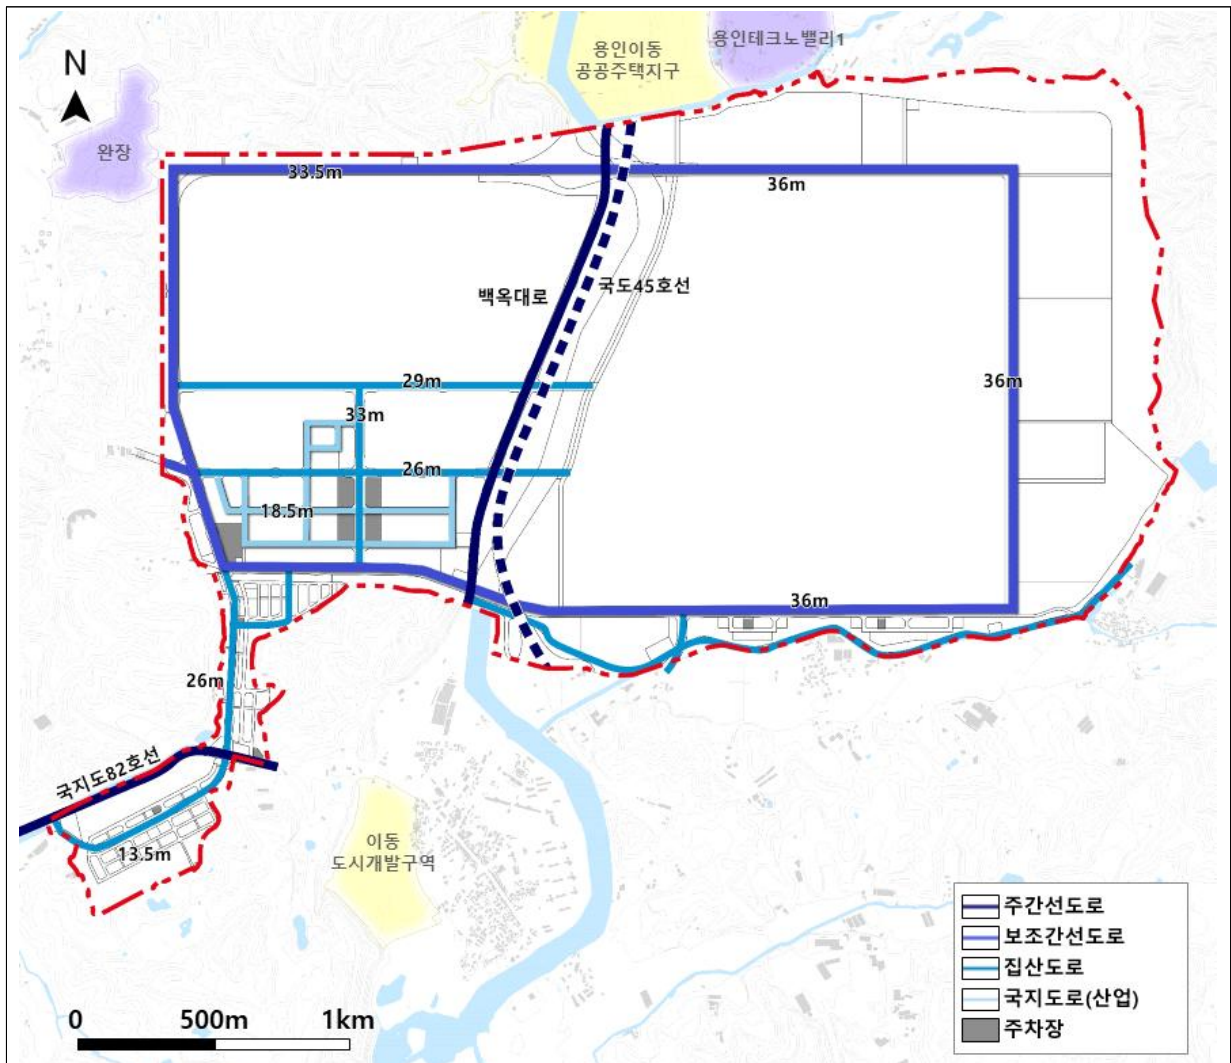 용인테크노밸리1
용인이동
공공주택지구
N
완장
33.5m
36m
백옥대로
국도45호선
29m
36m
33m
26m
18.5m
36m
26m
국지도82호선
13.5m
이동
도시개발구역
주간선도로
보조간선도로
집산도로
국지도로(산업)
주차장
0 500m 1km